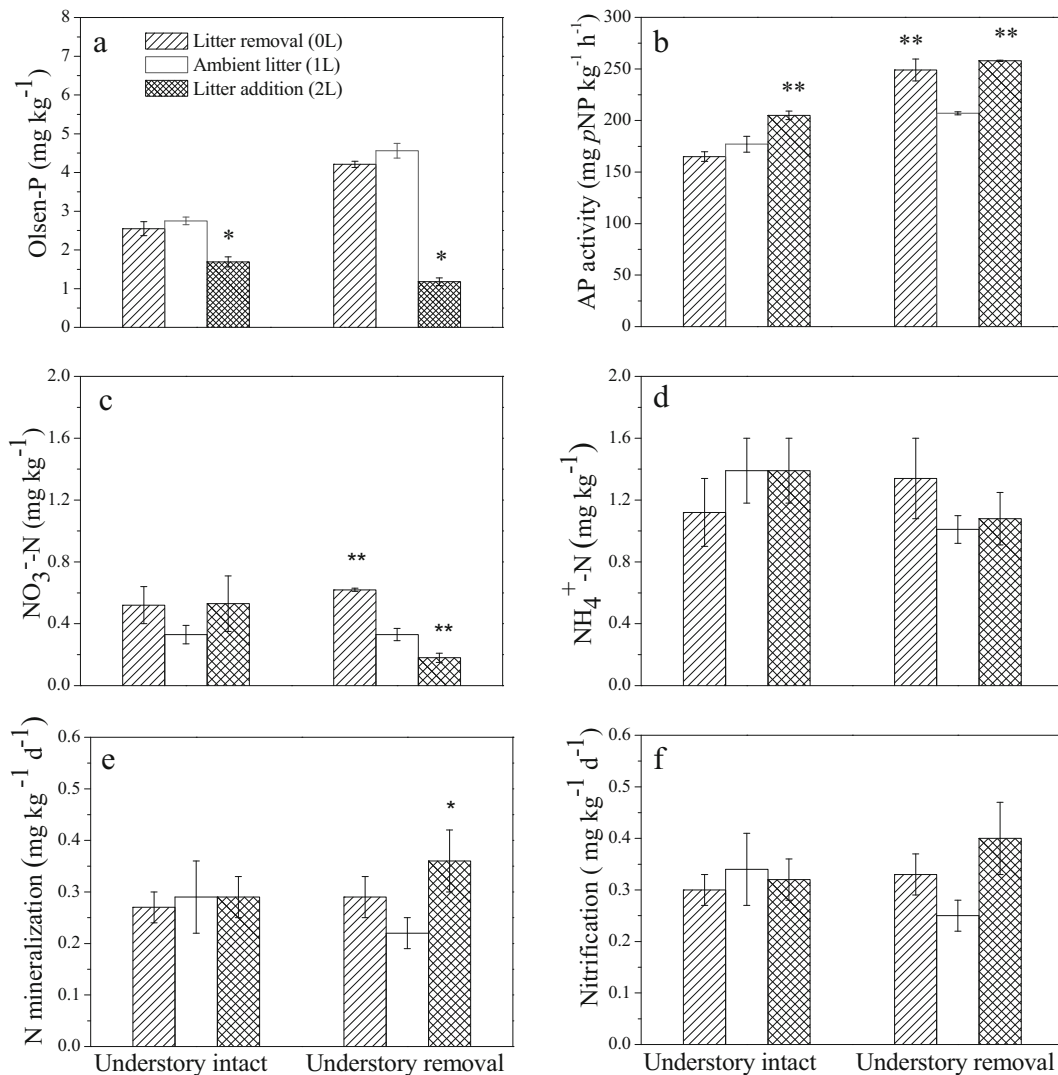 a
Litter removal (0L)
Ambient litter (1L)
Litter addition (2L)
Olsen-P (mg kg⁻¹)
8
7
6
5
4
3
2
1
0
*
*
b
AP activity (mg pNP kg⁻¹ h⁻¹)
300
250
200
150
100
50
0
**
**
**
c
NO₃⁻-N (mg kg⁻¹)
2.0
1.6
1.2
0.8
0.4
0.0
**
**
d
NH₄⁺-N (mg kg⁻¹)
2.0
1.6
1.2
0.8
0.4
0.0
e
N mineralization (mg kg⁻¹ d⁻¹)
0.6
0.5
0.4
0.3
0.2
0.1
0.0
*
Understory intact
Understory removal
f
Nitrification ( mg kg⁻¹ d⁻¹)
0.6
0.5
0.4
0.3
0.2
0.1
0.0
Understory intact
Understory removal